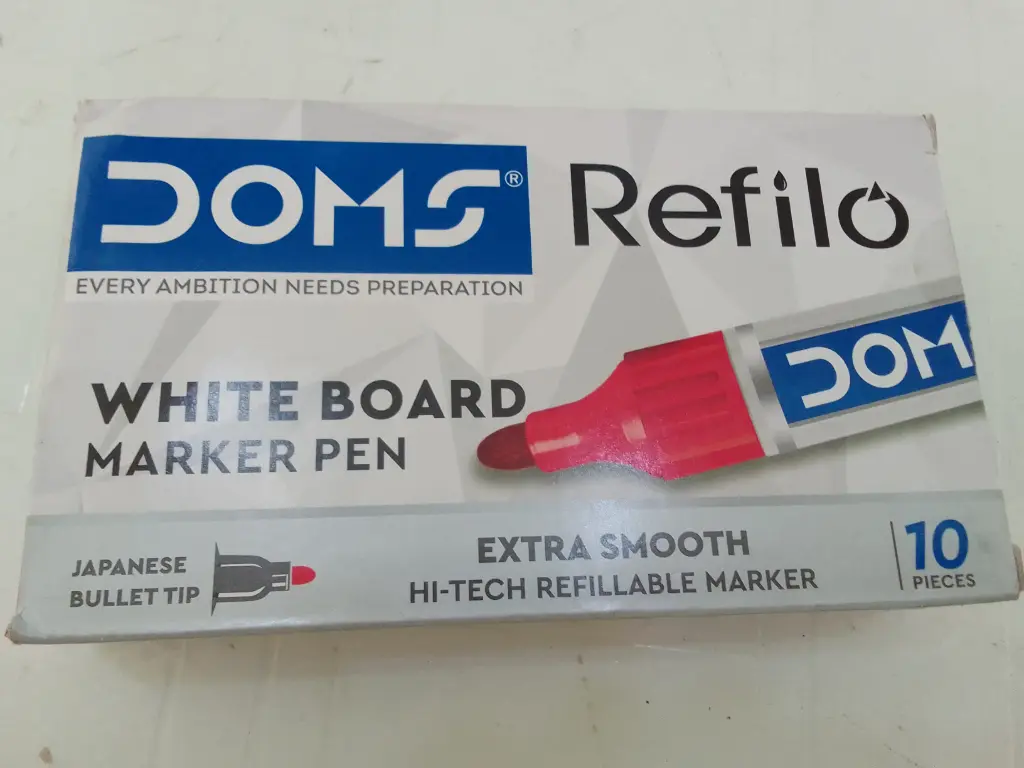 DOMS® Refilo
EVERY AMBITION NEEDS PREPARATION
DOM
WHITE BOARD
MARKER PEN
JAPANESE
BULLET TIP
EXTRA SMOOTH
HI-TECH REFILLABLE MARKER
10
PIECES